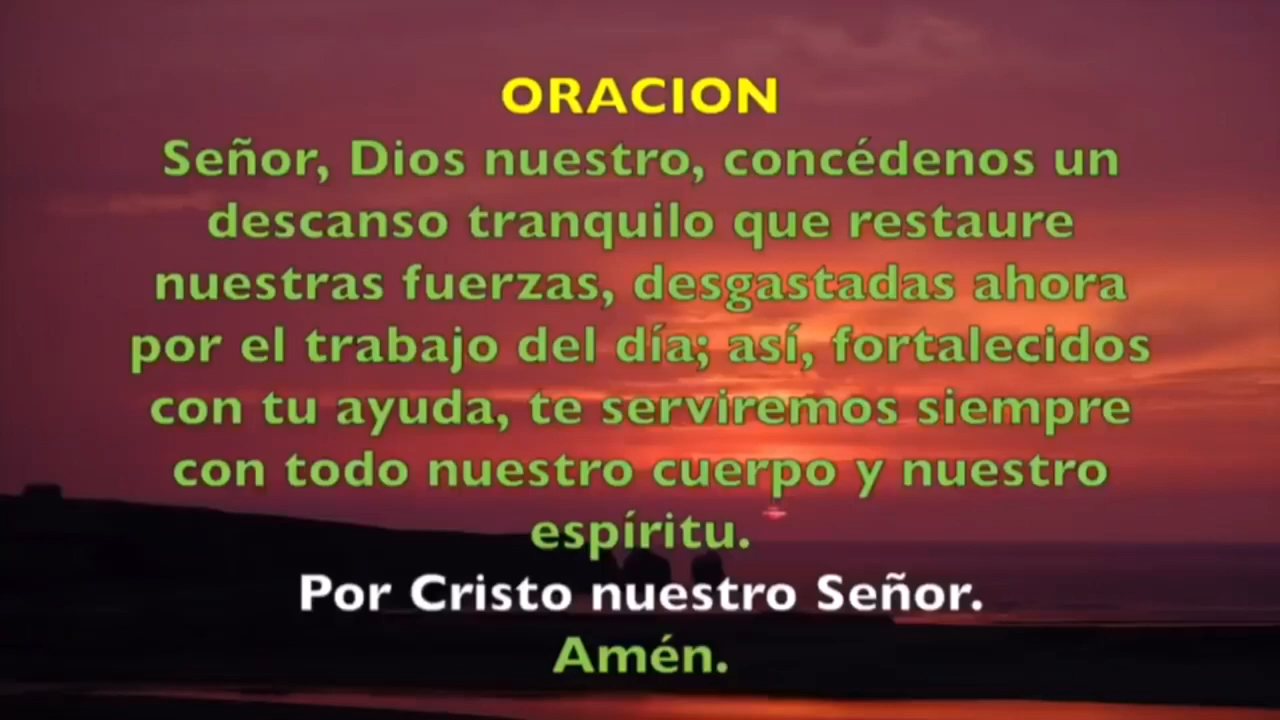 ORACION
Señor, Dios nuestro, concédenos un
descanso tranquilo que restaure
nuestras fuerzas, desgastadas ahora
por el trabajo del día; así, fortalecidos
con tu ayuda, te serviremos siempre
con todo nuestro cuerpo y nuestro
espíritu.
Por Cristo nuestro Señor.
Amén.